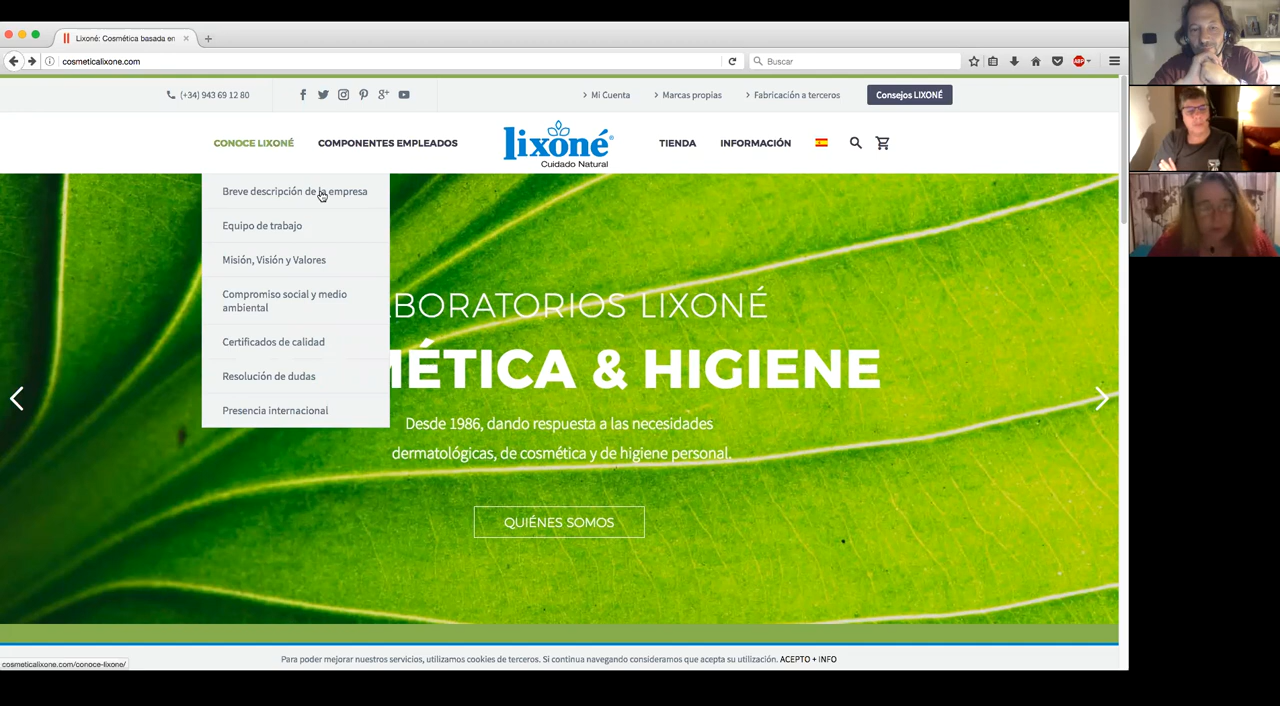 Lixoné: Cosmética basada en
cosmeticalixone.com
Buscar
ABP
(+34) 943 69 12 80
Mi Cuenta
Marcas propias
Fabricación a terceros
Consejos LIXONÉ
CONOCE LIXONÉ
COMPONENTES EMPLEADOS
lixoné®
Cuidado Natural
TIENDA
INFORMACIÓN
Breve descripción de la empresa
Equipo de trabajo
Misión, Visión y Valores
Compromiso social y medio
ambiental
Certificados de calidad
Resolución de dudas
Presencia internacional
BORATORIOS LIXONÉ
MÉTICA & HIGIENE
Desde 1986, dando respuesta a las necesidades
dermatológicas, de cosmética y de higiene personal.
QUIÉNES SOMOS
Para poder mejorar nuestros servicios, utilizamos cookies de terceros. Si continua navegando consideramos que acepta su utilización. ACEPTO + INFO
cosmeticalixone.com/conoce-lixone/